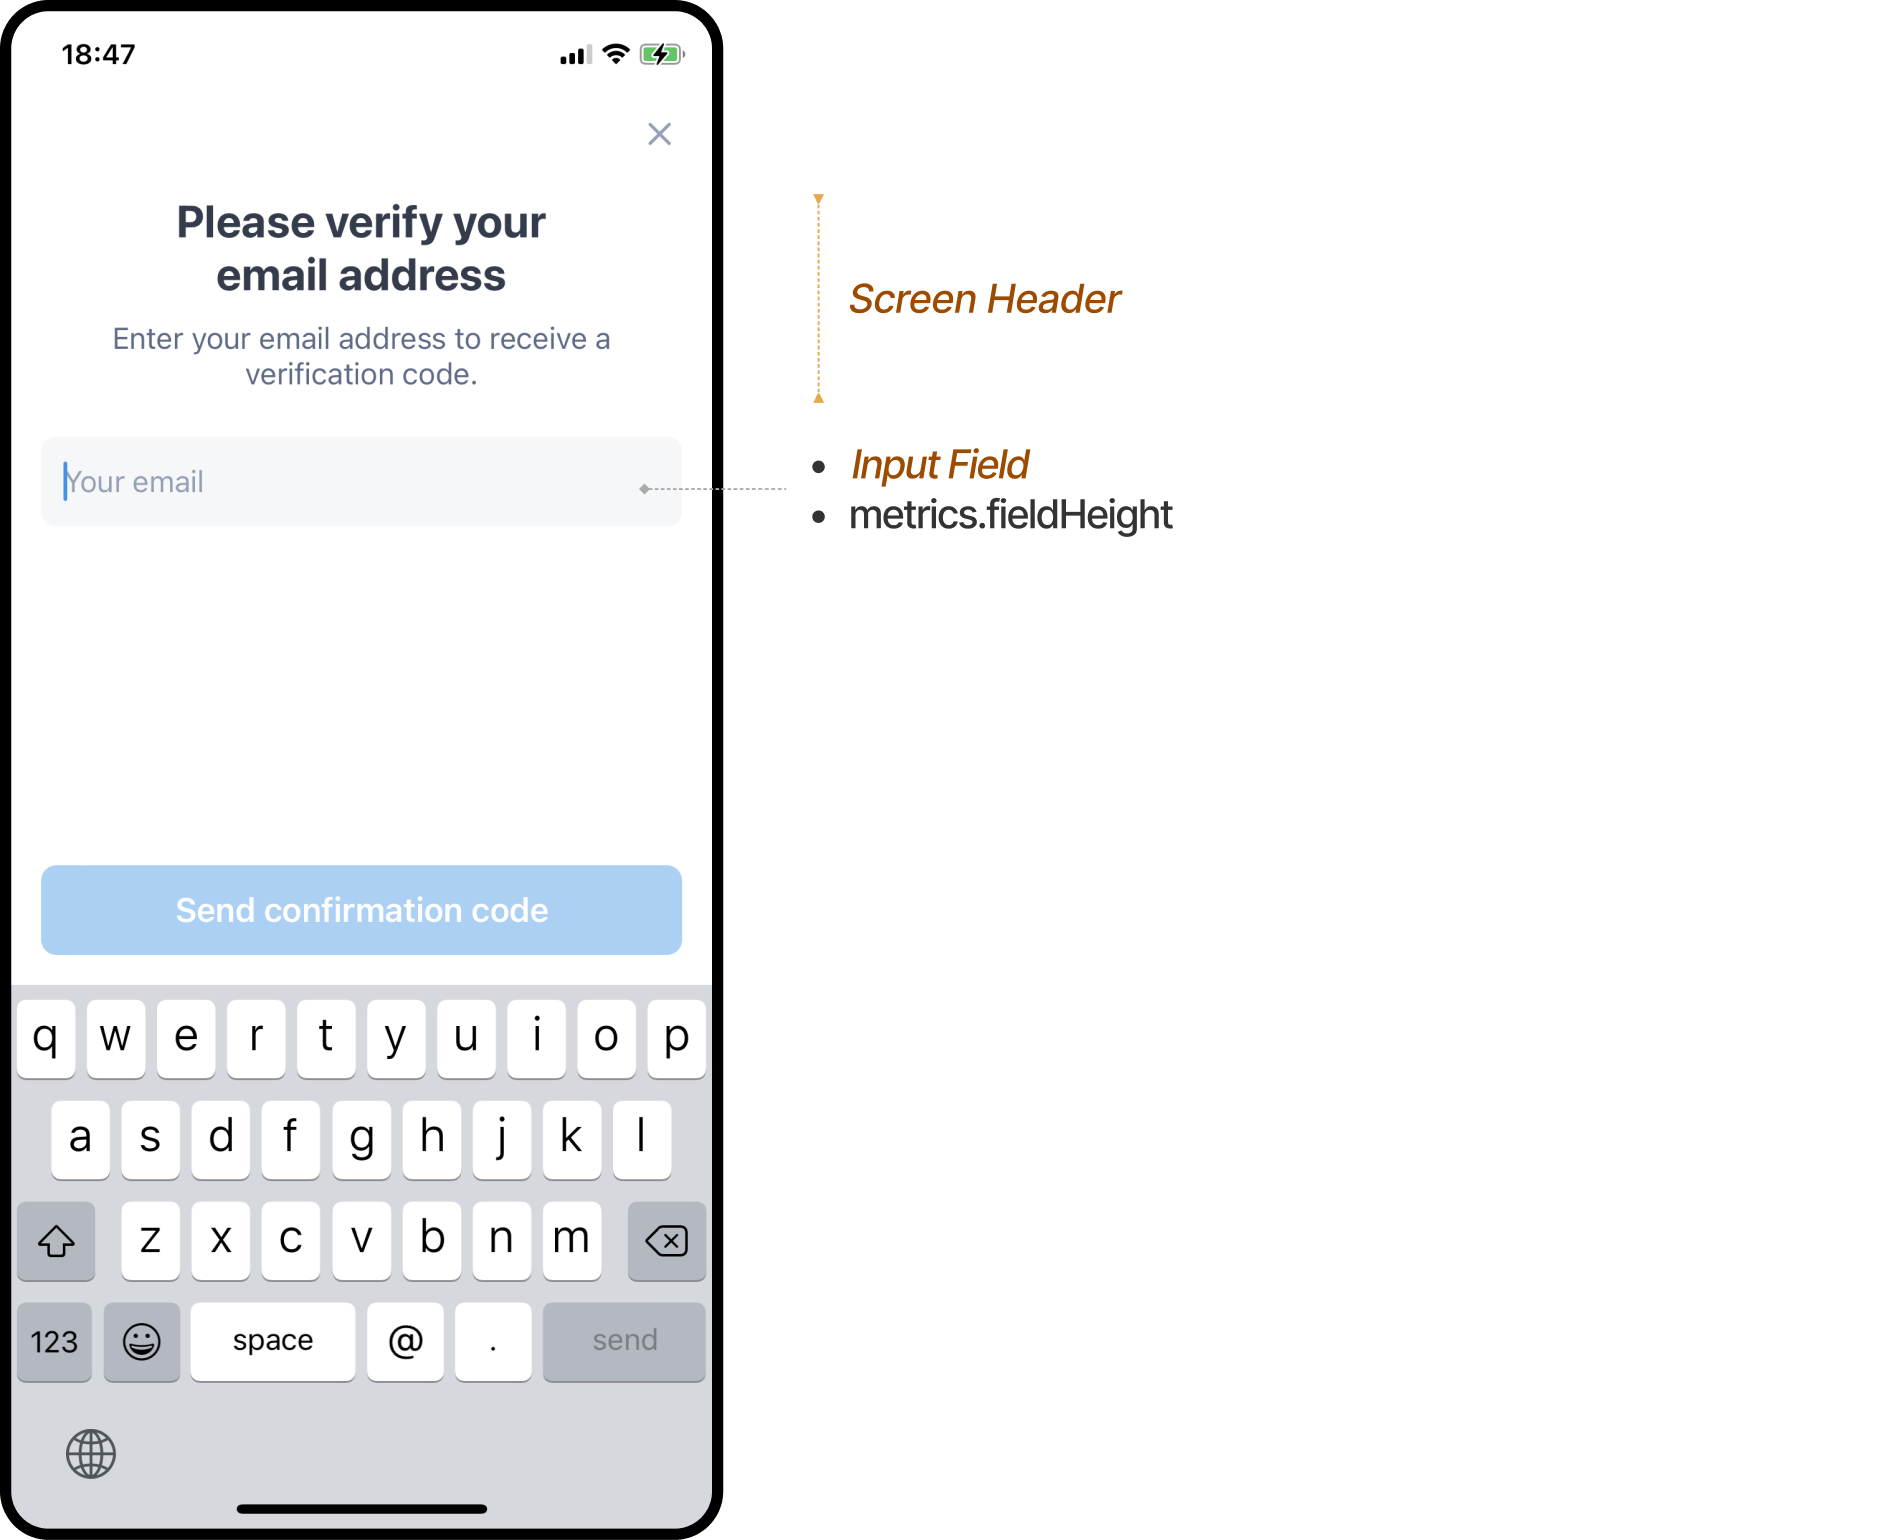 18:47
Please verify your
email address
Enter your email address to receive a
verification code.
Your email
Send confirmation code
q w e r t y u i o p
a s d f g h j k l
z x c v b n m
123 space @ . send
Screen Header
• Input Field
• metrics.fieldHeight